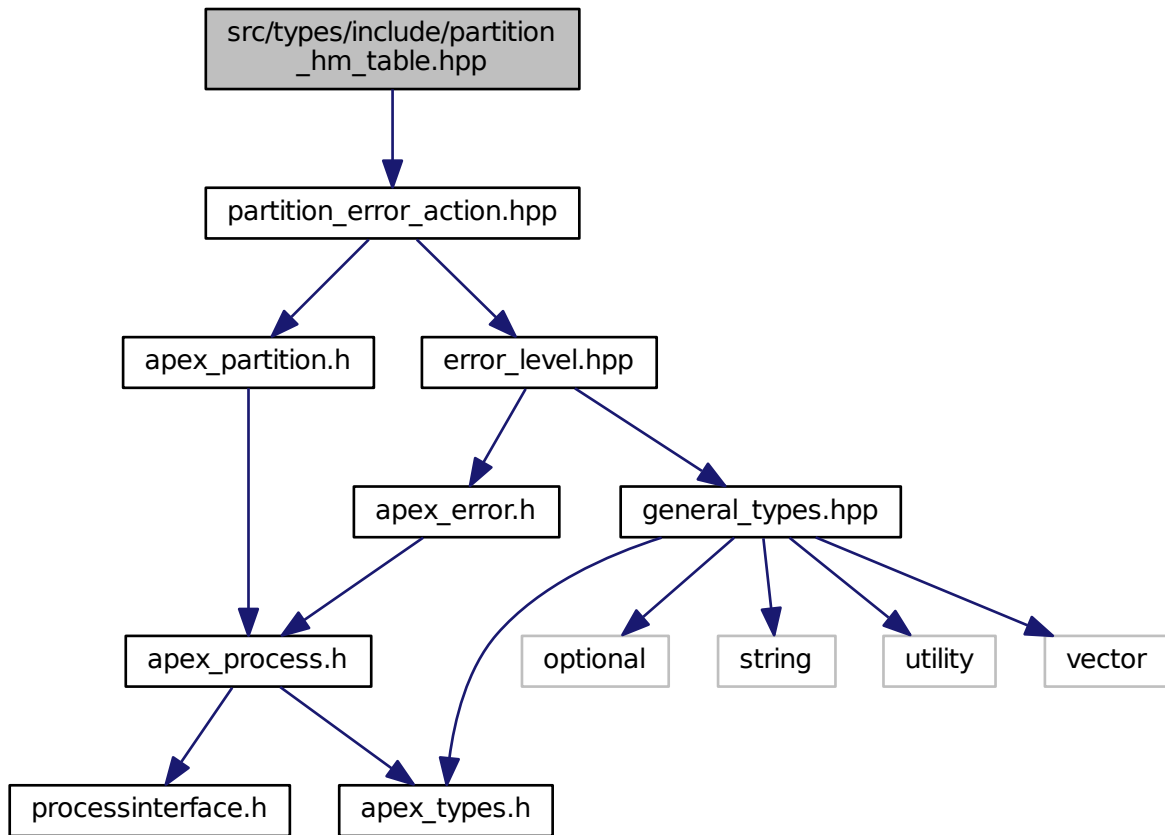 src/types/include/partition
_hm_table.hpp
partition_error_action.hpp
apex_partition.h
error_level.hpp
apex_error.h
general_types.hpp
apex_process.h
optional
string
utility
vector
processinterface.h
apex_types.h